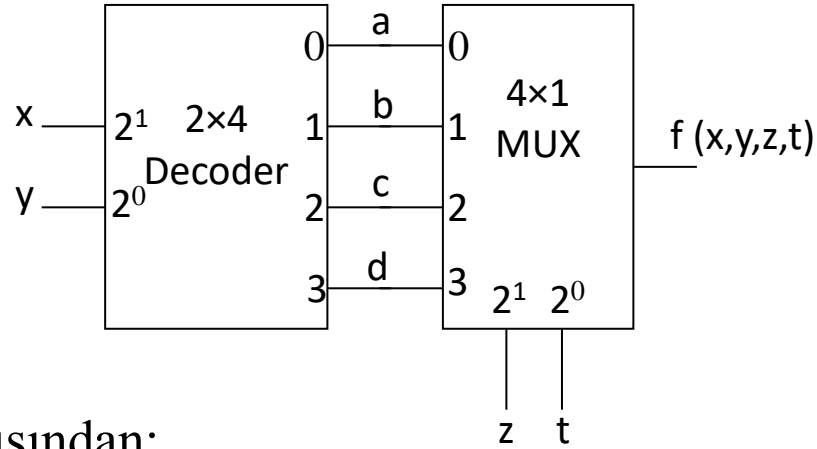 a
0 0
x 2¹ 2×4 1 b 1 4×1
Decoder MUX f (x,y,z,t)
y 2⁰ 2 c 2
3 d 3 2¹ 2⁰
z t